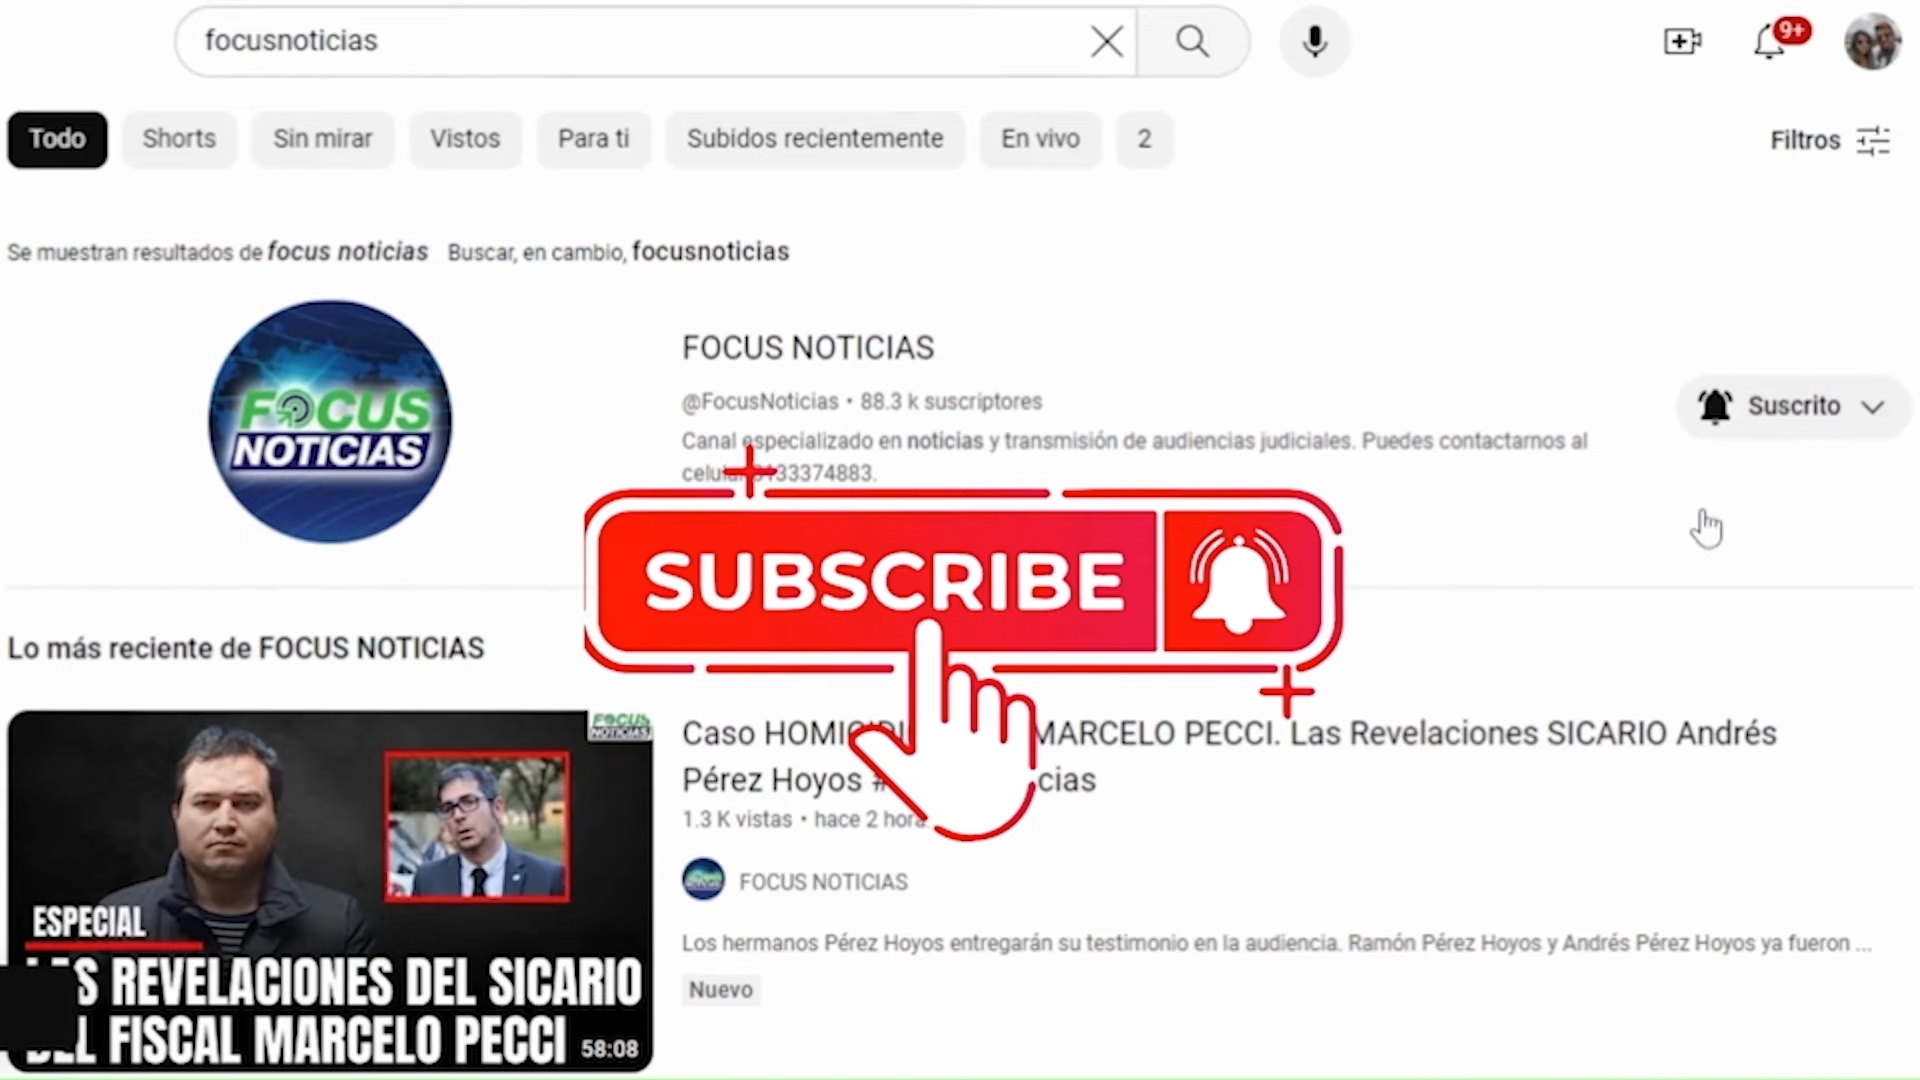 focusnoticias
9+
Todo
Shorts
Sin mirar
Vistos
Para ti
Subidos recientemente
En vivo
2
Filtros
Se muestran resultados de focus noticias Buscar, en cambio, focusnoticias
FOCUS
NOTICIAS
FOCUS NOTICIAS
@FocusNoticias • 88.3 k suscriptores
Canal especializado en noticias y transmisión de audiencias judiciales. Puedes contactarnos al
33374883.
Suscrito
SUBSCRIBE
Lo más reciente de FOCUS NOTICIAS
FOCUS
NOTICIAS
ESPECIAL
REVELACIONES DEL SICARIO
FISCAL MARCELO PECCI
58:08
Caso MARCELO PECCI. Las Revelaciones SICARIO Andrés
Pérez Hoyos
1.3 K vistas • hace 2
FOCUS NOTICIAS
Los hermanos Pérez Hoyos entregarán su testimonio en la audiencia. Ramón Pérez Hoyos y Andrés Pérez Hoyos ya fueron ...
Nuevo